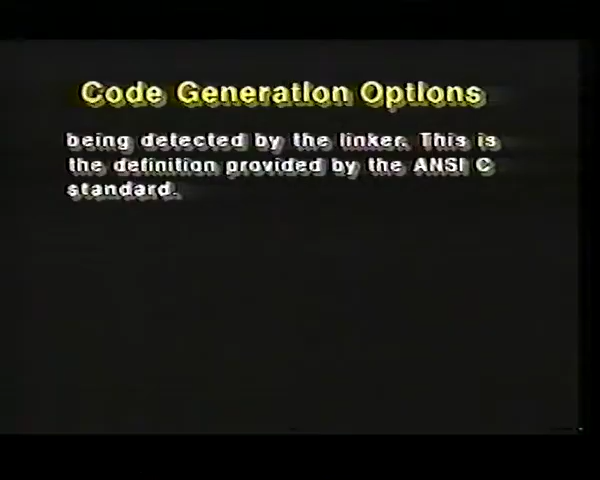 Code Generation Options
being detected by the linker. This is
the definition provided by the ANSI C
standard.